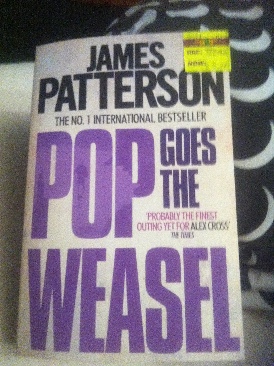 JAMES
PATTERSON
THE NO. 1 INTERNATIONAL BESTSELLER
POP
GOES
THE
'PROBABLY THE FINEST
OUTING YET FOR ALEX CROSS'
THE TIMES
WEASEL